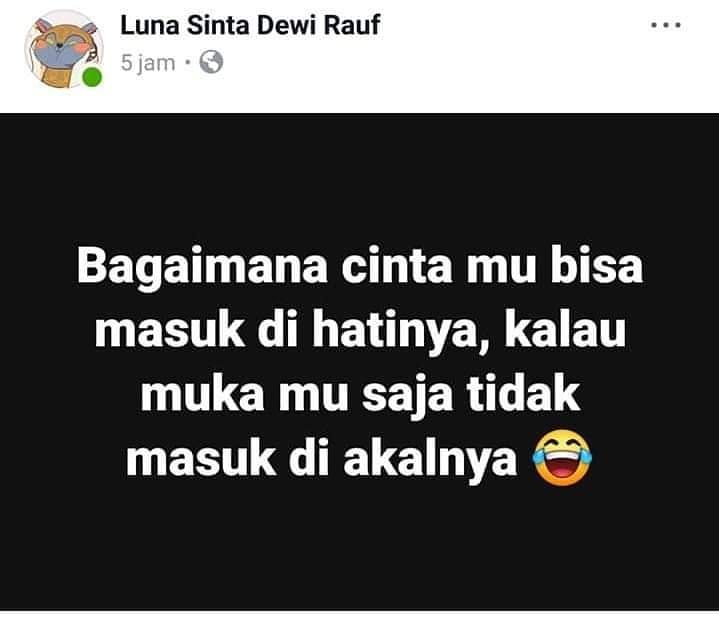 Luna Sinta Dewi Rauf
5 jam
Bagaimana cinta mu bisa
masuk di hatinya, kalau
muka mu saja tidak
masuk di akalnya 😂